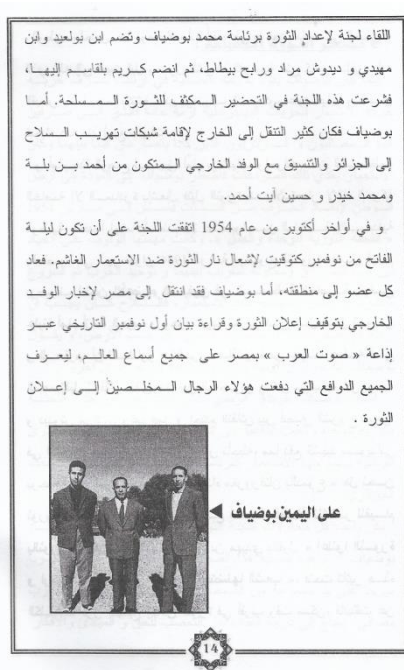 اللقاء لجنة لإعداد الثورة برئاسة محمد بوضياف وتضم ابن بولعيد وابن
مهيدي و ديدوش مراد ورابح بيطاط، ثم انضم كريم بلقاسم إليها،
فشرعت هذه اللجنة في التحضير المكثف للثورة المسلحة. أما
بوضياف فكان كثير التنقل إلى الخارج لإقامة شبكات تهريب السلاح
إلى الجزائر والتنسيق مع الوفد الخارجي المتكون من أحمد بن بلة
ومحمد خيدر و حسين آيت أحمد.
و في أواخر أكتوبر من عام 1954 اتفقت اللجنة على أن تكون ليلة
الفاتح من نوفمبر كتوقيت لإشعال نار الثورة ضد الاستعمار الغاشم. فعاد
كل عضو إلى منطقته، أما بوضياف فقد انتقل إلى مصر لإخبار الوفد
الخارجي بتوقيف إعلان الثورة وقراءة بيان أول نوفمبر التاريخي عبر
إذاعة « صوت العرب » بمصر على جميع أسماع العالم، ليعرف
الجميع الدوافع التي دفعت هؤلاء الرجال المخلصين إلى إعلان
الثورة .
على اليمين بوضياف
14